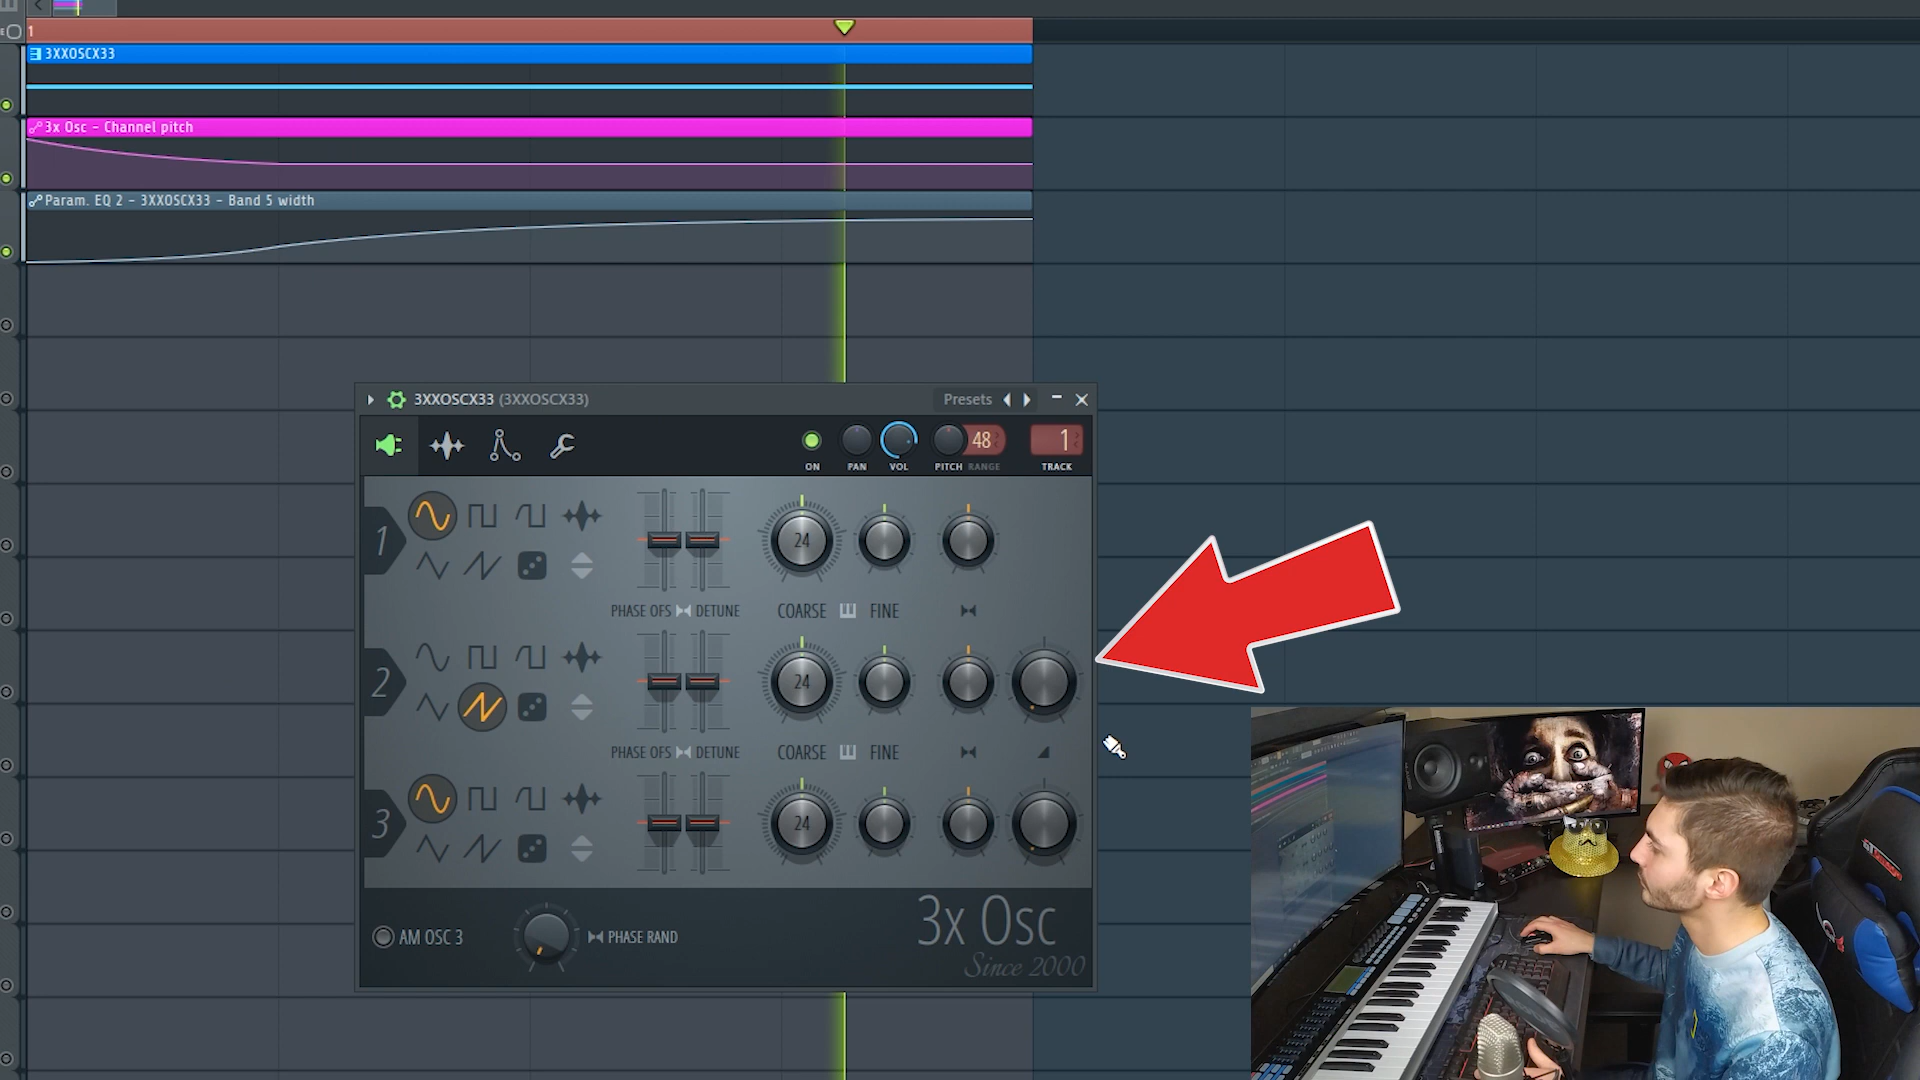 1
3XXOSCX33
3x Osc - Channel pitch
Param. EQ 2 - 3XXOSCX33 - Band 5 width
3XXOSCX33 (3XXOSCX33)
Presets
48
1
ON
PAN
VOL
PITCH RANGE
TRACK
1
24
PHASE OFS DETUNE
COARSE FINE
2
24
PHASE OFS DETUNE
COARSE FINE
3
24
AM OSC 3
PHASE RAND
3x Osc
Since 2000